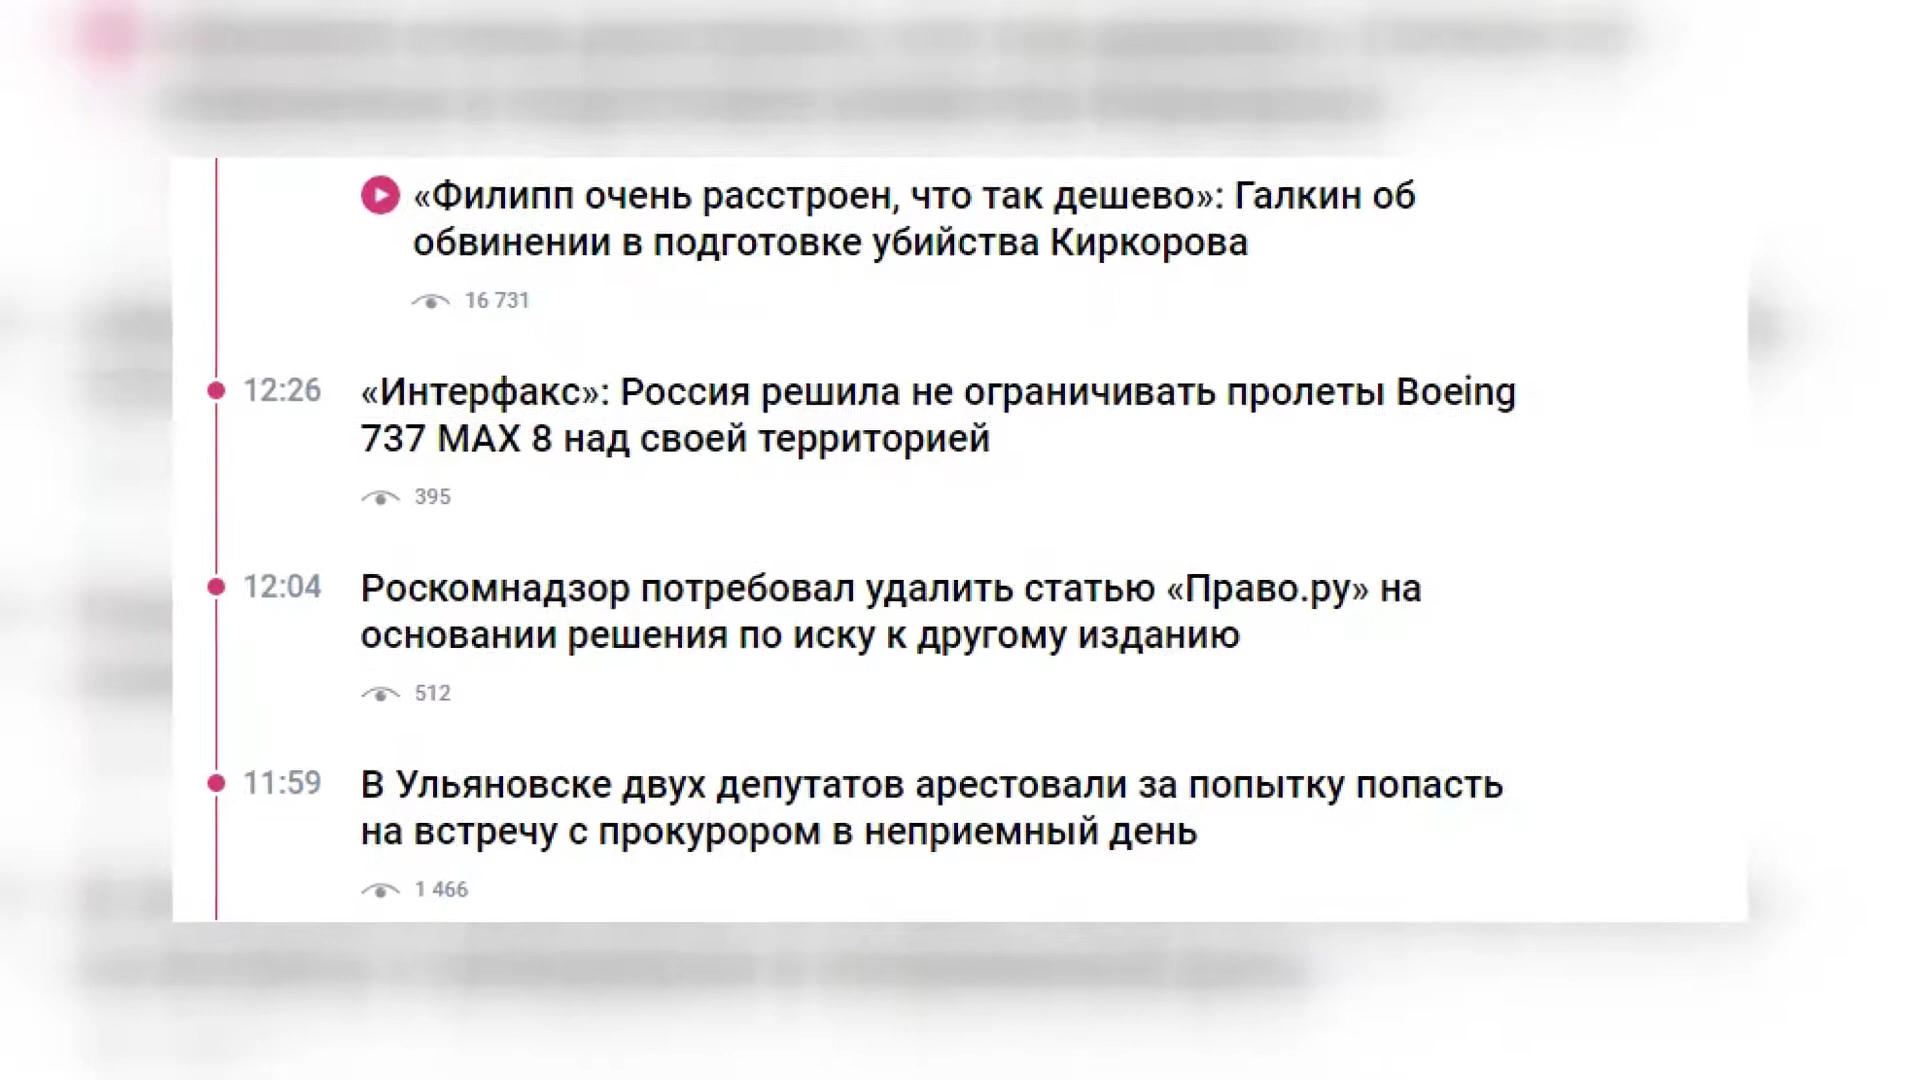 «Филипп очень расстроен, что так дешево»: Галкин об
обвинении в подготовке убийства Киркорова
16 731
12:26 «Интерфакс»: Россия решила не ограничивать пролеты Boeing
737 MAX 8 над своей территорией
395
12:04 Роскомнадзор потребовал удалить статью «Право.ру» на
основании решения по иску к другому изданию
512
11:59 В Ульяновске двух депутатов арестовали за попытку попасть
на встречу с прокурором в неприемный день
1 466